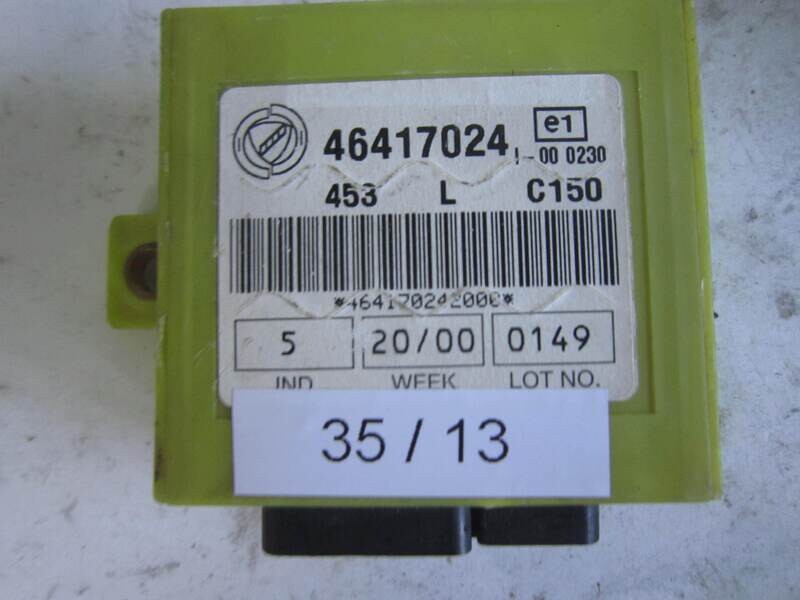 46417024
e1
I-00 0230
453 L C150
*46417024200C*
5 20/00 0149
IND WEEK LOT NO.
35 / 13